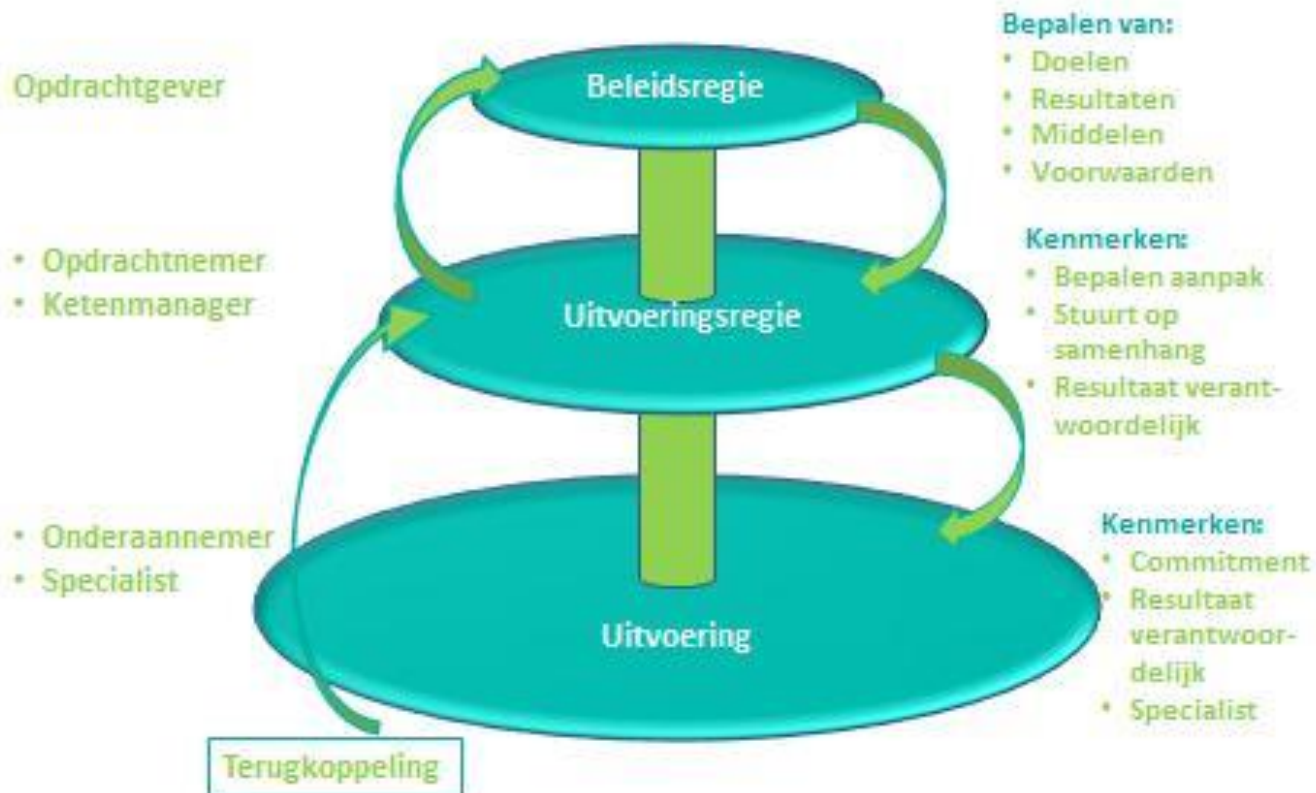 Opdrachtgever
Beleidsregie
Bepalen van:
• Doelen
• Resultaten
• Middelen
• Voorwaarden
• Opdrachtnemer
• Ketenmanager
Uitvoeringsregie
Kenmerken:
• Bepalen aanpak
• Stuurt op
samenhang
• Resultaat verant-
woordelijk
• Onderaannemer
• Specialist
Uitvoering
Kenmerken:
• Commitment
• Resultaat
verantwoor-
delijk
• Specialist
Terugkoppeling